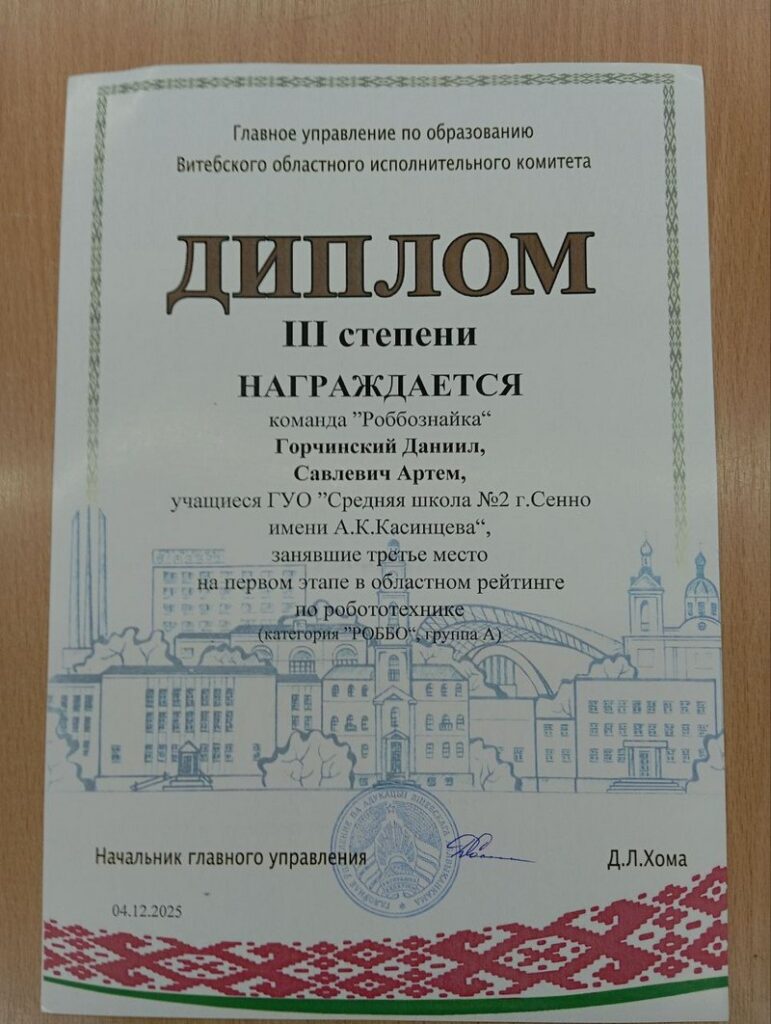 Главное управление по образованию
Витебского областного исполнительного комитета
ДИПЛОМ
III степени
НАГРАЖДАЕТСЯ
команда ”Роббознайка“
Горчинский Даниил,
Савлевич Артем,
учащиеся ГУО ”Средняя школа №2 г.Сенно
имени А.К.Касинцева“,
занявшие третье место
на первом этапе в областном рейтинге
по робототехнике
(категория ”РОББО“, группа А)
Начальник главного управления
Д.Л.Хома
04.12.2025